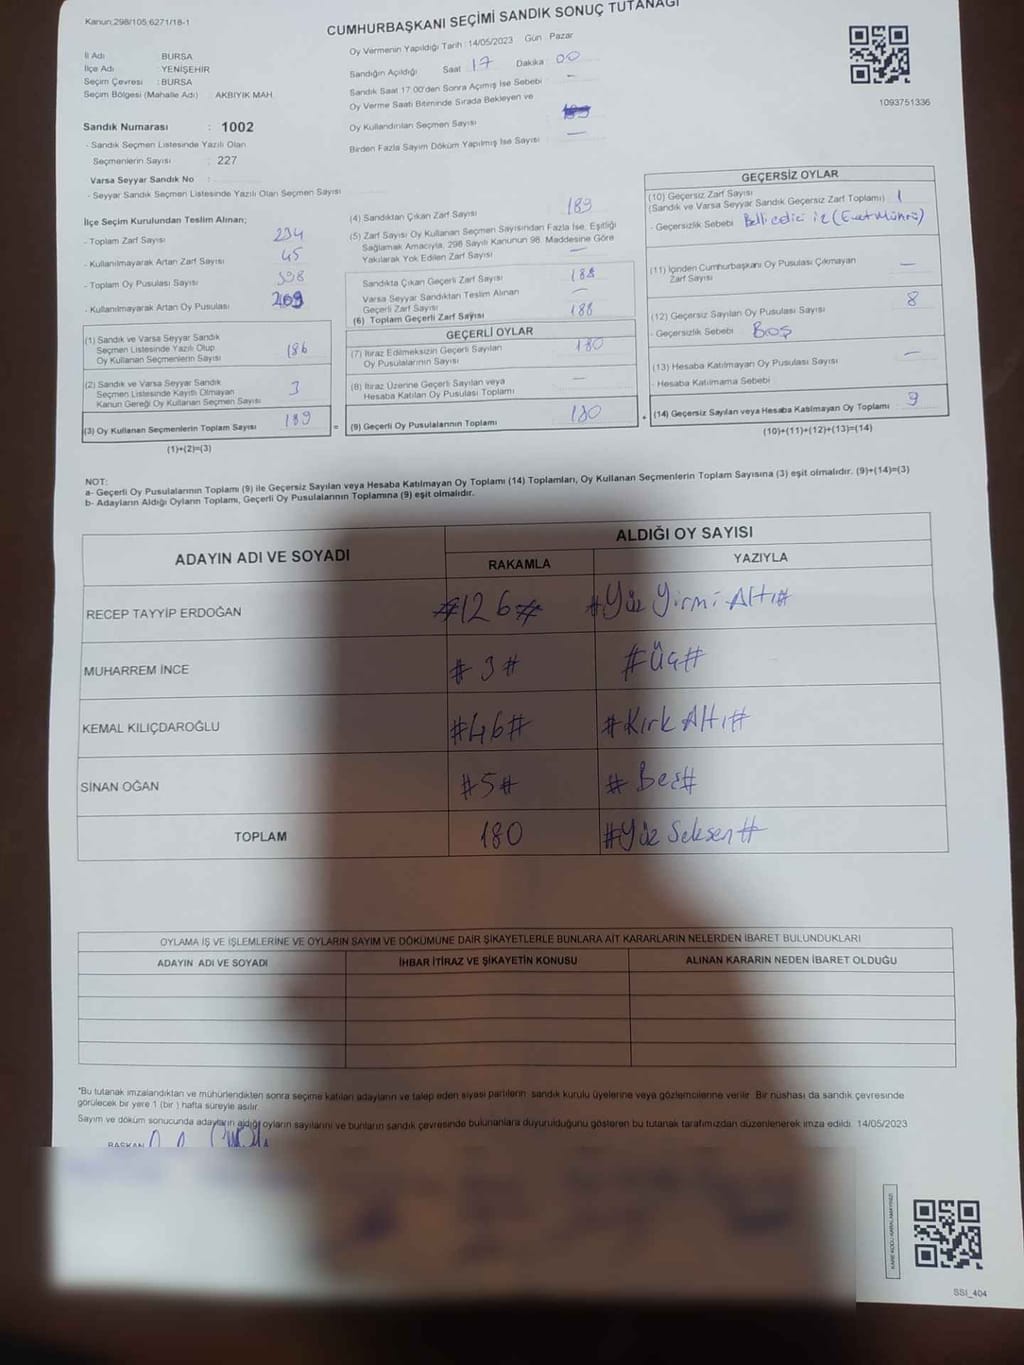 Kanun:298/105;6271/18-1
CUMHURBAŞKANI SEÇİMİ SANDIK SONUÇ TUTANAĞI
İl Adı BURSA
İlçe Adı : YENİŞEHİR
Seçim Çevresi : BURSA
Seçim Bölgesi (Mahalle Adı) AKBIYIK MAH.
Oy Vermenin Yapıldığı Tarih : 14/05/2023 Gün : Pazar
Sandığın Açıldığı Saat 17 Dakika : 00
Sandık Saat 17.00'den Sonra Açılmış İse Sebebi : —
Oy Verme Saati Bitiminde Sırada Bekleyen ve
Oy Kullandırılan Seçmen Sayısı
Birden Fazla Sayım Döküm Yapılmış İse Sayısı : —
1093751336
Sandık Numarası : 1002
- Sandık Seçmen Listesinde Yazılı Olan
Seçmenlerin Sayısı : 227
Varsa Seyyar Sandık No :
- Seyyar Sandık Seçmen Listesinde Yazılı Olan Seçmen Sayısı
İlçe Seçim Kurulundan Teslim Alınan;
- Toplam Zarf Sayısı 234
- Kullanılmayarak Artan Zarf Sayısı 45
- Toplam Oy Pusulası Sayısı 398
- Kullanılmayarak Artan Oy Pusulası
(1) Sandık ve Varsa Seyyar Sandık
Seçmen Listesinde Yazılı Olup
Oy Kullanan Seçmenlerin Sayısı 186
(2) Sandık ve Varsa Seyyar Sandık
Seçmen Listesinde Kayıtlı Olmayan
Kanun Gereği Oy Kullanan Seçmen Sayısı 3
(3) Oy Kullanan Seçmenlerin Toplam Sayısı 189
(1)+(2)=(3)
=
(4) Sandıktan Çıkan Zarf Sayısı 189
(5) Zarf Sayısı Oy Kullanan Seçmen Sayısından Fazla İse, Eşitliği
Sağlamak Amacıyla, 298 Sayılı Kanunun 98. Maddesine Göre
Yakılarak Yok Edilen Zarf Sayısı —
Sandıkta Çıkan Geçerli Zarf Sayısı 188
Varsa Seyyar Sandıktan Teslim Alınan
Geçerli Zarf Sayısı —
(6) Toplam Geçerli Zarf Sayısı 188
GEÇERLİ OYLAR
(7) İtiraz Edilmeksizin Geçerli Sayılan
Oy Pusulalarının Sayısı 180
(8) İtiraz Üzerine Geçerli Sayılan veya
Hesaba Katılan Oy Pusulası Toplamı —
(9) Geçerli Oy Pusulalarının Toplamı 180
+
GEÇERSİZ OYLAR
(10) Geçersiz Zarf Sayısı
(Sandık ve Varsa Seyyar Sandık Geçersiz Zarf Toplamı) 1
- Geçersizlik Sebebi Belli edici iz (Evet Mührü)
(11) İçinden Cumhurbaşkanı Oy Pusulası Çıkmayan
Zarf Sayısı —
(12) Geçersiz Sayılan Oy Pusulası Sayısı 8
- Geçersizlik Sebebi Boş
(13) Hesaba Katılmayan Oy Pusulası Sayısı —
- Hesaba Katılmama Sebebi
(14) Geçersiz Sayılan veya Hesaba Katılmayan Oy Toplamı 9
(10)+(11)+(12)+(13)=(14)
NOT:
a- Geçerli Oy Pusulalarının Toplamı (9) ile Geçersiz Sayılan veya Hesaba Katılmayan Oy Toplamı (14) Toplamları, Oy Kullanan Seçmenlerin Toplam Sayısına (3) eşit olmalıdır. (9)+(14)=(3)
b- Adayların Aldığı Oyların Toplamı, Geçerli Oy Pusulalarının Toplamına (9) eşit olmalıdır.
ADAYIN ADI VE SOYADI
ALDIĞI OY SAYISI
RAKAMLA YAZIYLA
RECEP TAYYİP ERDOĞAN #126# #Yüz Yirmi Altı#
MUHARREM İNCE #3# #Üç#
KEMAL KILIÇDAROĞLU #46# #Kırk Altı#
SİNAN OĞAN #5# #Beş#
TOPLAM 180 #Yüz Seksen#
OYLAMA İŞ VE İŞLEMLERİNE VE OYLARIN SAYIM VE DÖKÜMÜNE DAİR ŞİKAYETLERLE BUNLARA AİT KARARLARIN NELERDEN İBARET BULUNDUKLARI
ADAYIN ADI VE SOYADI İHBAR İTİRAZ VE ŞİKAYETİN KONUSU ALINAN KARARIN NEDEN İBARET OLDUĞU
*Bu tutanak imzalandıktan ve mühürlendikten sonra seçime katılan adayların ve talep eden siyasi partilerin sandık kurulu üyelerine veya gözlemcilerine verilir. Bir nüshası da sandık çevresinde
görülecek bir yere 1 (bir) hafta süreyle asılır.
Sayım ve döküm sonucunda adayların aldığı oyların sayılarını ve bunların sandık çevresinde bulunanlara duyurulduğunu gösteren bu tutanak tarafımızdan düzenlenerek imza edildi. 14/05/2023
BAŞKAN
SSI_404